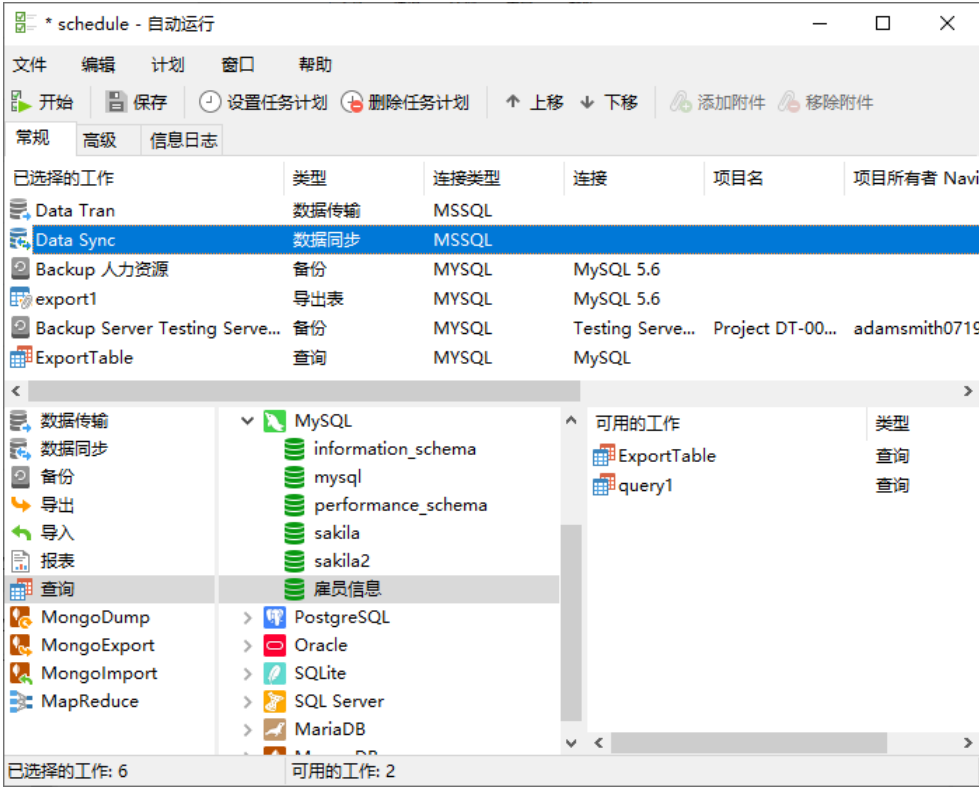 * schedule - 自动运行
文件 编辑 计划 窗口 帮助
开始 保存 设置任务计划 删除任务计划 上移 下移 添加附件 移除附件
常规 高级 信息日志
已选择的工作 类型 连接类型 连接 项目名 项目所有者 Navi
Data Tran 数据传输 MSSQL
Data Sync 数据同步 MSSQL
Backup 人力资源 备份 MYSQL MySQL 5.6
export1 导出表 MYSQL MySQL 5.6
Backup Server Testing Serve... 备份 MYSQL Testing Serve... Project DT-00... adamsmith0719
ExportTable 查询 MYSQL MySQL
数据传输
数据同步
备份
导出
导入
报表
查询
MongoDump
MongoExport
MongoImport
MapReduce
MySQL
information_schema
mysql
performance_schema
sakila
sakila2
雇员信息
PostgreSQL
Oracle
SQLite
SQL Server
MariaDB
可用的工作 类型
ExportTable 查询
query1 查询
已选择的工作: 6 可用的工作: 2